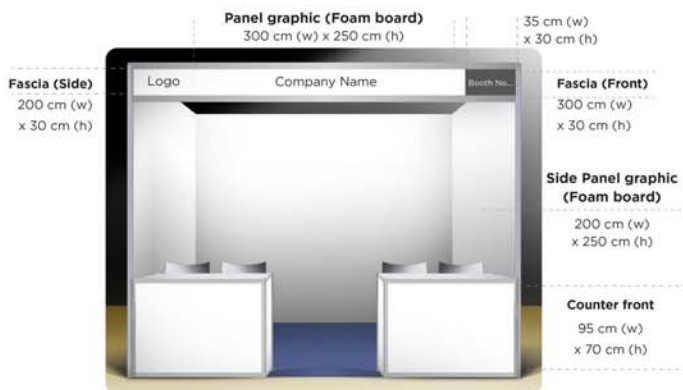 Panel graphic (Foam board)
300 cm (w) x 250 cm (h)
35 cm (w)
x 30 cm (h)
Logo
Company Name
Booth No...
Fascia (Side)
200 cm (w)
x 30 cm (h)
Fascia (Front)
300 cm (w)
x 30 cm (h)
Side Panel graphic
(Foam board)
200 cm (w)
x 250 cm (h)
Counter front
95 cm (w)
x 70 cm (h)